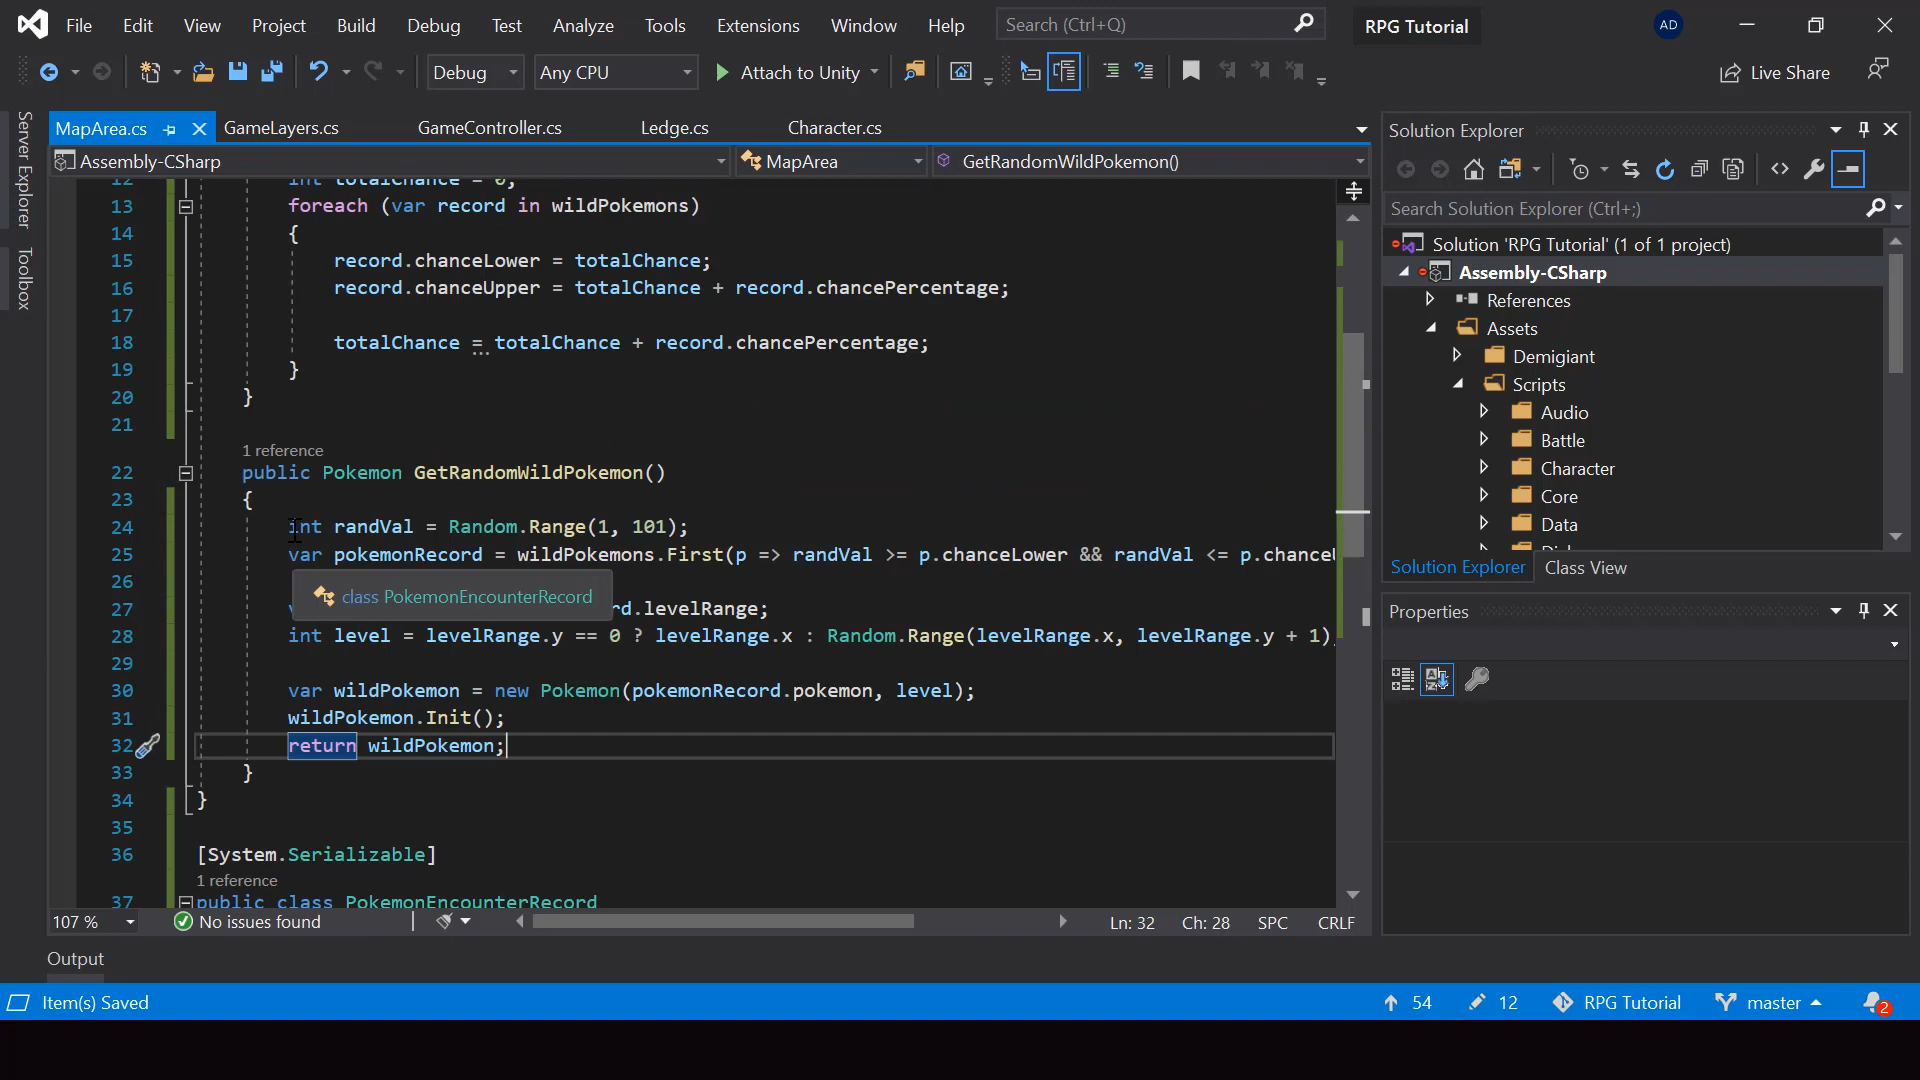 File Edit View Project Build Debug Test Analyze Tools Extensions Window Help Search (Ctrl+Q) RPG Tutorial AD
Debug Any CPU Attach to Unity Live Share
Server Explorer
Toolbox
MapArea.cs GameLayers.cs GameController.cs Ledge.cs Character.cs
Assembly-CSharp MapArea GetRandomWildPokemon()
12 int totalChance = 0;
13 foreach (var record in wildPokemons)
14 {
15 record.chanceLower = totalChance;
16 record.chanceUpper = totalChance + record.chancePercentage;
17
18 totalChance = totalChance + record.chancePercentage;
19 }
20 }
21
1 reference
22 public Pokemon GetRandomWildPokemon()
23 {
24 int randVal = Random.Range(1, 101);
25 var pokemonRecord = wildPokemons.First(p => randVal >= p.chanceLower && randVal <= p.chanceU
26
class PokemonEncounterRecord
27 rd.levelRange;
28 int level = levelRange.y == 0 ? levelRange.x : Random.Range(levelRange.x, levelRange.y + 1)
29
30 var wildPokemon = new Pokemon(pokemonRecord.pokemon, level);
31 wildPokemon.Init();
32 return wildPokemon;
33 }
34 }
35
36 [System.Serializable]
1 reference
37 public class PokemonEncounterRecord
107 % No issues found Ln: 32 Ch: 28 SPC CRLF
Output
Item(s) Saved 54 12 RPG Tutorial master 2
Solution Explorer
Search Solution Explorer (Ctrl+;)
Solution 'RPG Tutorial' (1 of 1 project)
Assembly-CSharp
References
Assets
Demigiant
Scripts
Audio
Battle
Character
Core
Data
Solution Explorer Class View
Properties